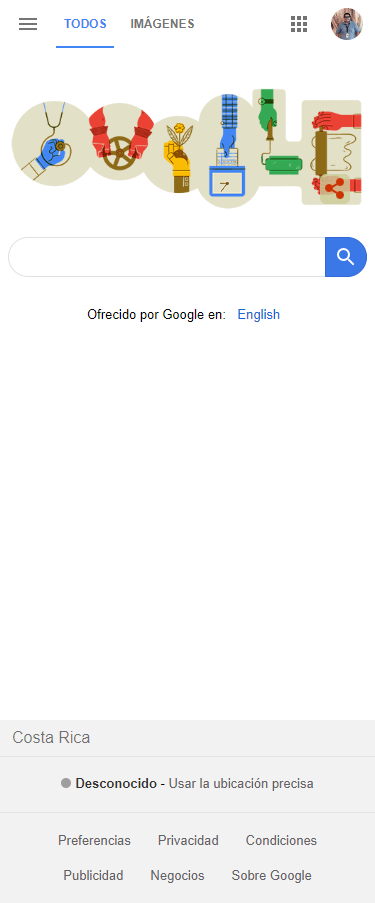 TODOS IMÁGENES
Ofrecido por Google en: English
Costa Rica
Desconocido - Usar la ubicación precisa
Preferencias Privacidad Condiciones
Publicidad Negocios Sobre Google